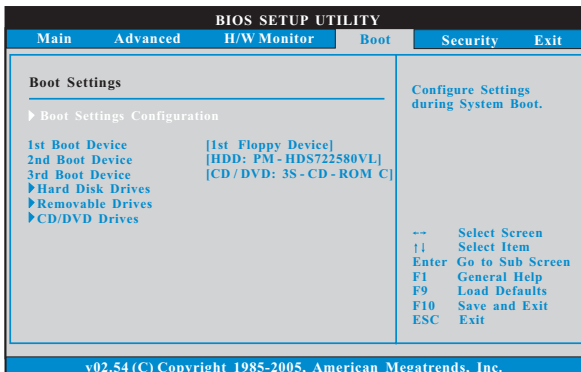 BIOS SETUP UTILITY
Main Advanced H/W Monitor Boot Security Exit
Boot Settings
Boot Settings Configuration
1st Boot Device [1st Floppy Device]
2nd Boot Device [HDD: PM - HDS722580VL]
3rd Boot Device [CD / DVD: 3S - CD - ROM C]
Hard Disk Drives
Removable Drives
CD/DVD Drives
Configure Settings
during System Boot.
←→ Select Screen
↑↓ Select Item
Enter Go to Sub Screen
F1 General Help
F9 Load Defaults
F10 Save and Exit
ESC Exit
v02.54 (C) Copyright 1985-2005, American Megatrends, Inc.